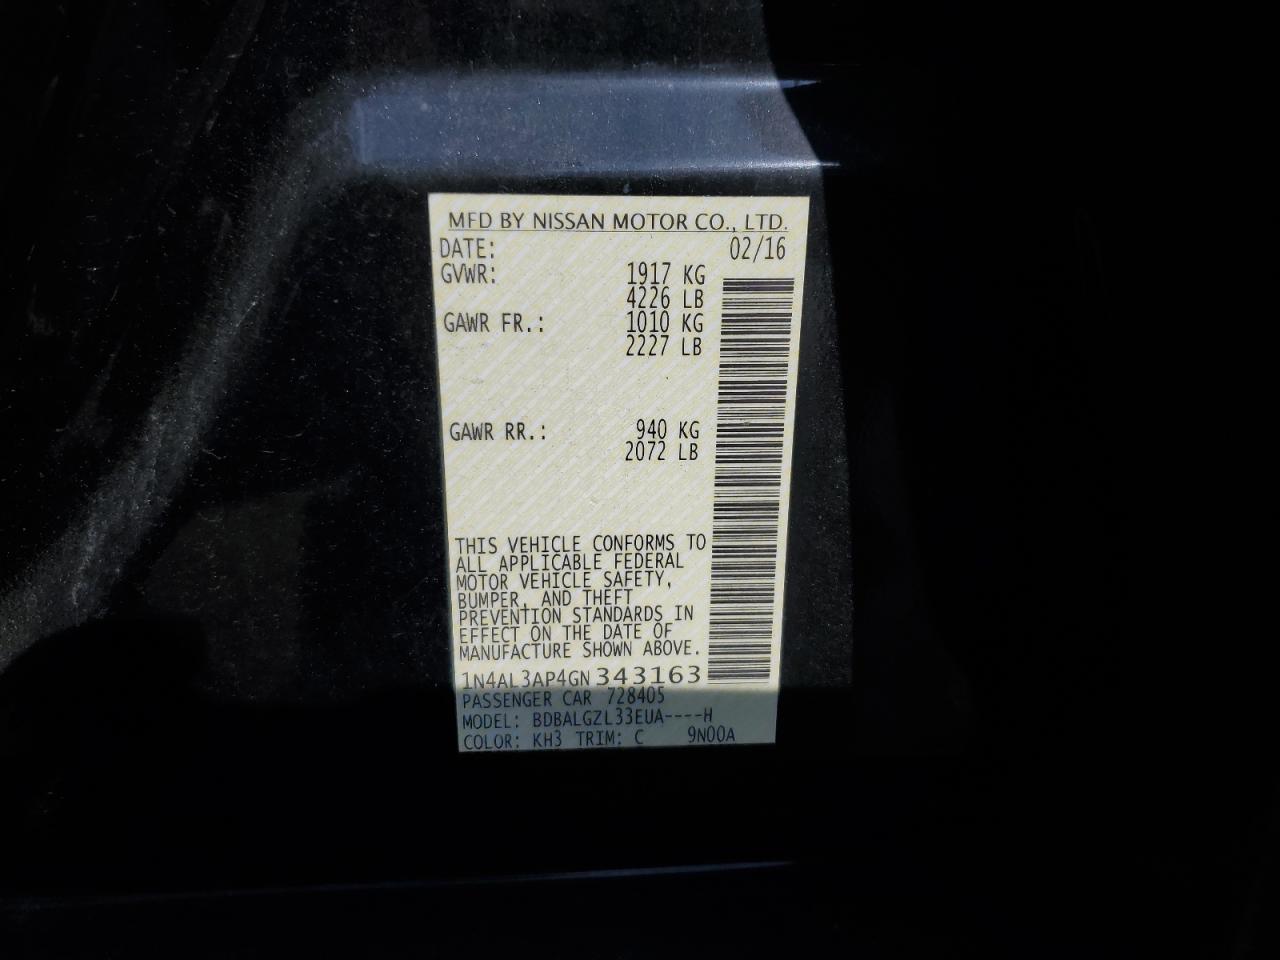 MFD BY NISSAN MOTOR CO., LTD.
DATE: 02/16
GVWR: 1917 KG
4226 LB
GAWR FR.: 1010 KG
2227 LB
GAWR RR.: 940 KG
2072 LB
THIS VEHICLE CONFORMS TO
ALL APPLICABLE FEDERAL
MOTOR VEHICLE SAFETY,
BUMPER, AND THEFT
PREVENTION STANDARDS IN
EFFECT ON THE DATE OF
MANUFACTURE SHOWN ABOVE.
1N4AL3AP4GN343163
PASSENGER CAR 728405
MODEL: BDBALGZL33EUA----H
COLOR: KH3 TRIM: C 9N00A